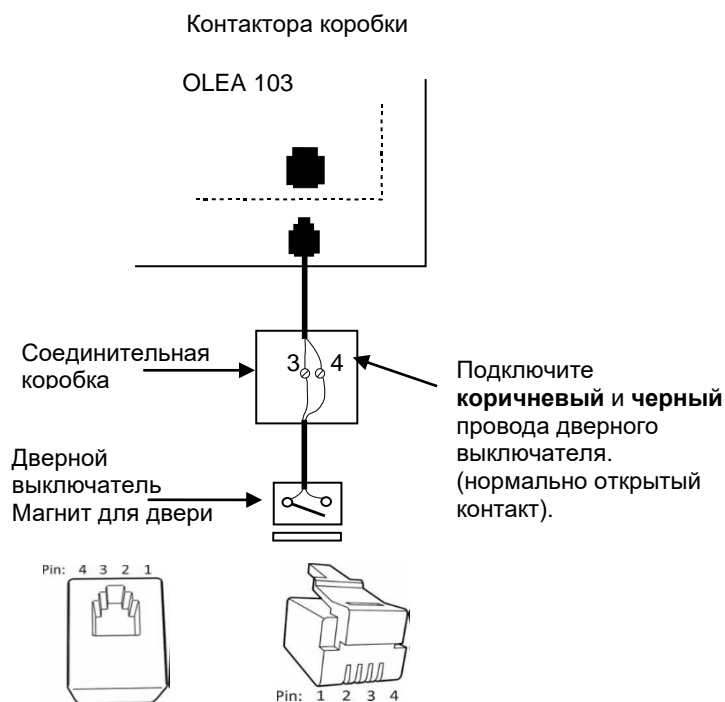 Контактора коробки
OLEA 103
Соединительная
коробка
3 4
Подключите
коричневый и черный
провода дверного
выключателя.
(нормально открытый
контакт).
Дверной
выключатель
Магнит для двери
Pin: 4 3 2 1
Pin: 1 2 3 4